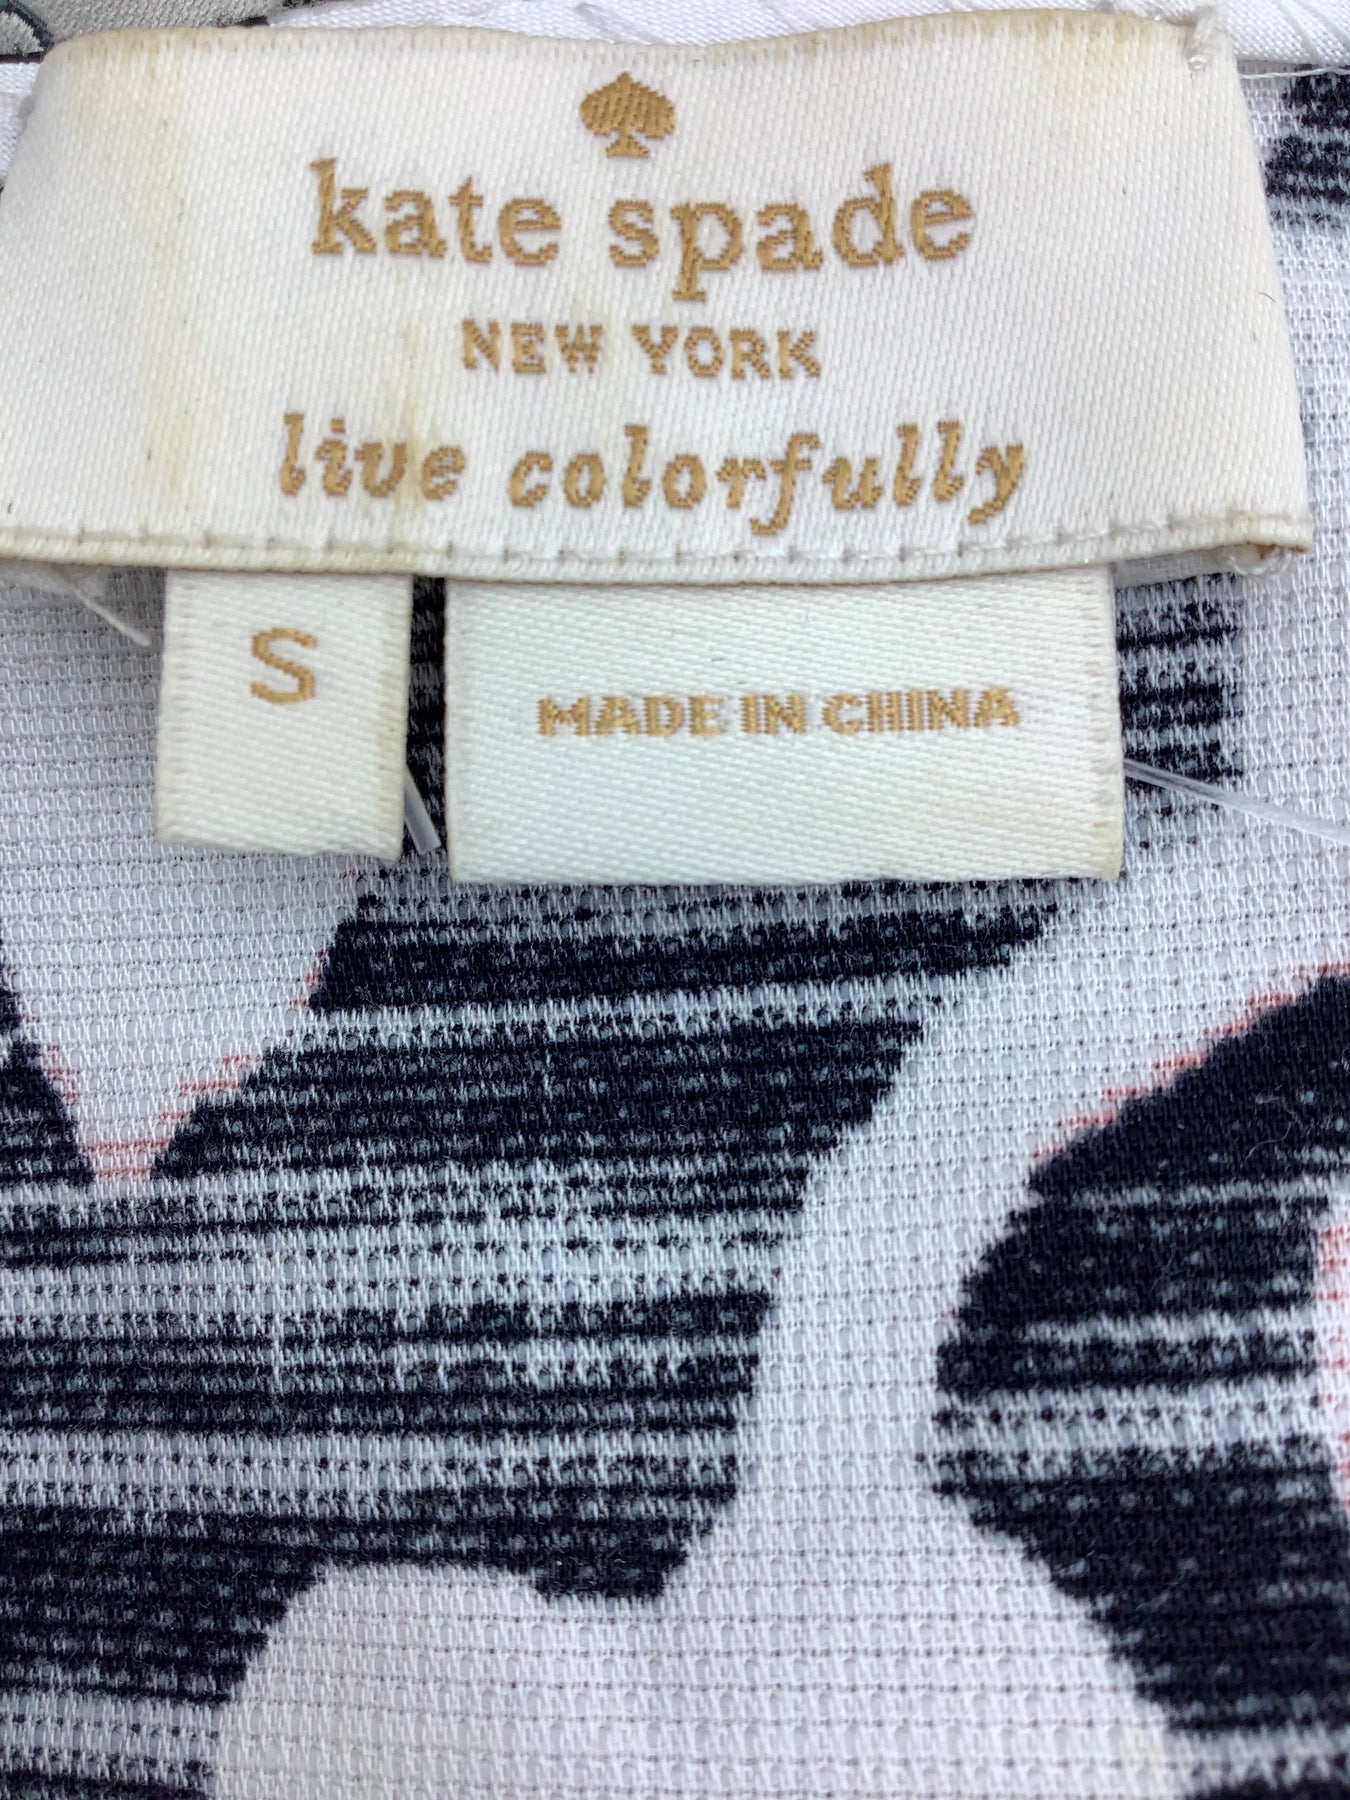 kate spade
NEW YORK
live colorfully
S
MADE IN CHINA